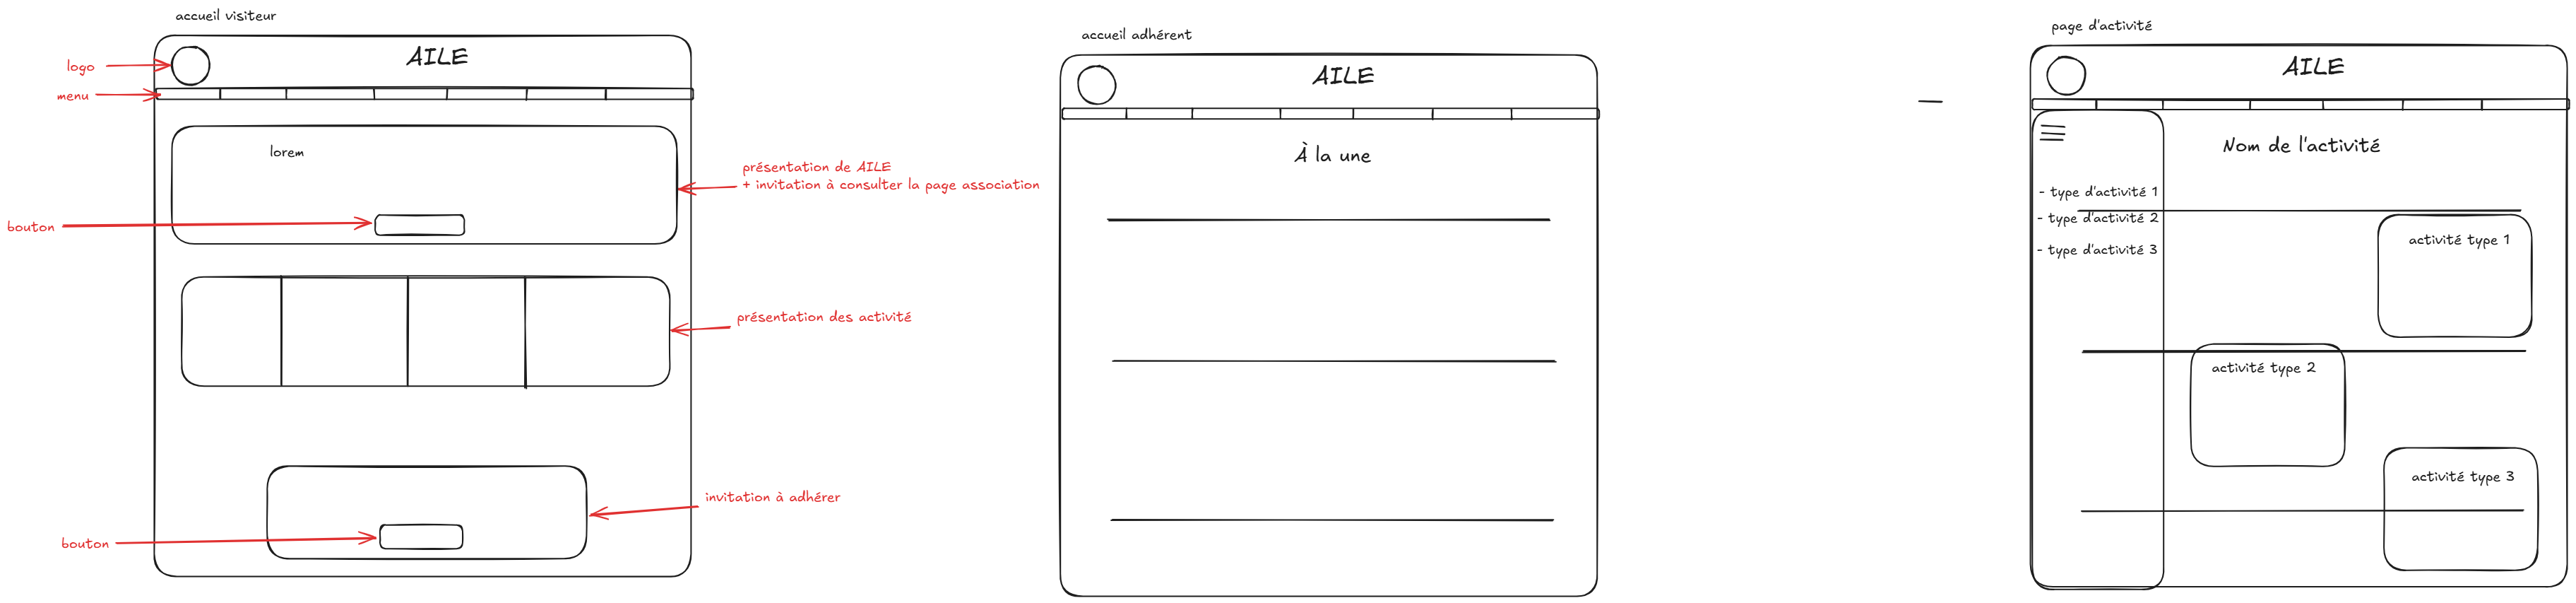 accueil visiteur
logo
AILE
menu
lorem
présentation de AILE
+ invitation à consulter la page association
bouton
présentation des activité
invitation à adhérer
bouton
accueil adhérent
AILE
À la une
page d'activité
AILE
Nom de l'activité
- type d'activité 1
- type d'activité 2
- type d'activité 3
activité type 1
activité type 2
activité type 3